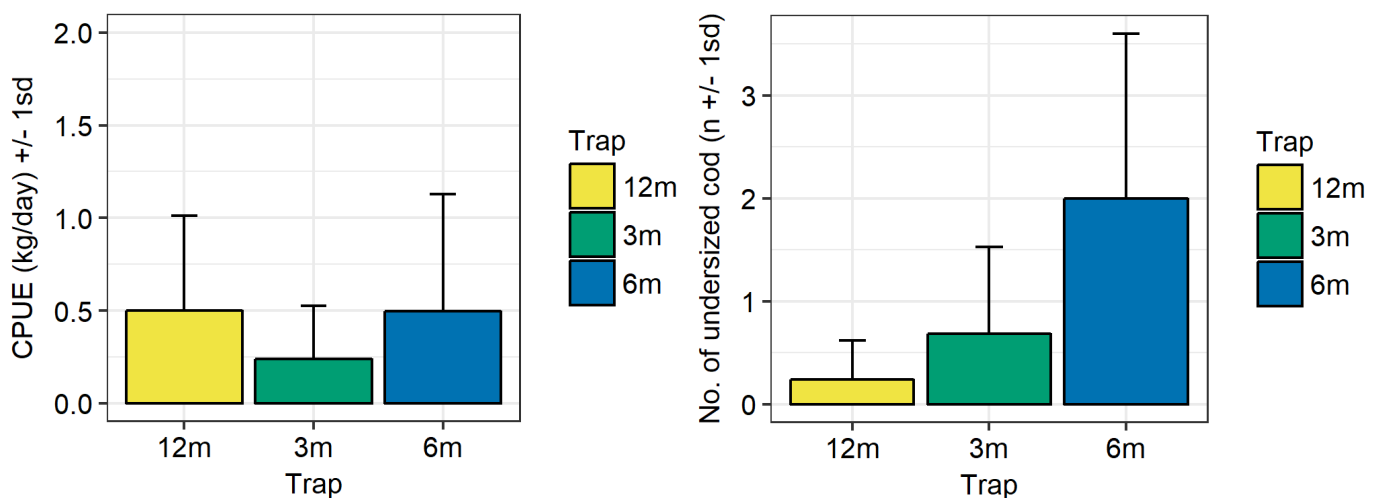 CPUE (kg/day) +/- 1sd
2.0
1.5
1.0
0.5
0.0
12m 3m 6m
Trap
Trap
12m
3m
6m
No. of undersized cod (n +/- 1sd)
3
2
1
0
12m 3m 6m
Trap
Trap
12m
3m
6m